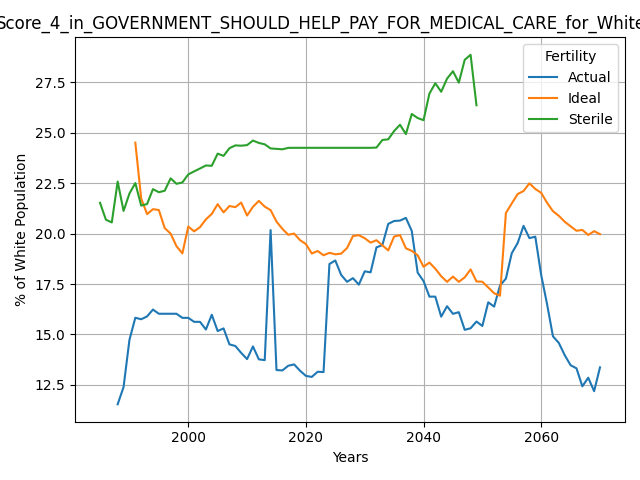 Score_4_in_GOVERNMENT_SHOULD_HELP_PAY_FOR_MEDICAL_CARE_for_White
Fertility
Actual
Ideal
Sterile
% of White Population
27.5
25.0
22.5
20.0
17.5
15.0
12.5
2000 2020 2040 2060
Years